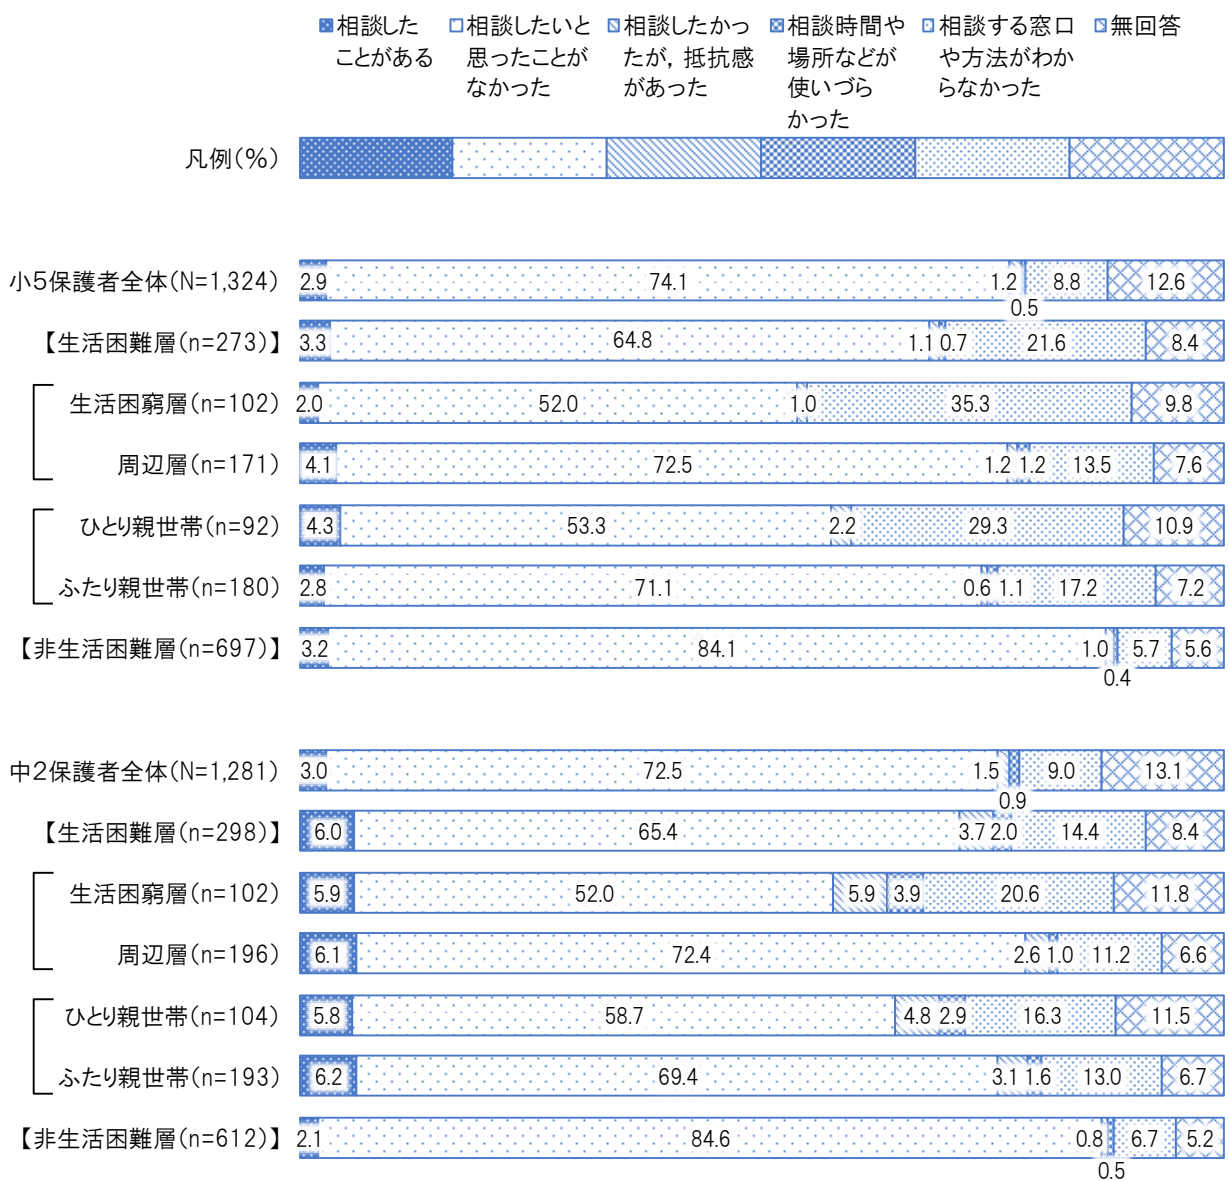 相談した
ことがある
相談したいと
思ったことが
なかった
相談したかっ
たが，抵抗感
があった
相談時間や
場所などが
使いづら
かった
相談する窓口
や方法がわか
らなかった
無回答
凡例（％）
小５保護者全体（N=1,324） 2.9 74.1 1.2 8.8 12.6
0.5
【生活困難層（n=273）】 3.3 64.8 1.1 0.7 21.6 8.4
生活困窮層（n=102） 2.0 52.0 1.0 35.3 9.8
周辺層（n=171） 4.1 72.5 1.2 1.2 13.5 7.6
ひとり親世帯（n=92） 4.3 53.3 2.2 29.3 10.9
ふたり親世帯（n=180） 2.8 71.1 0.6 1.1 17.2 7.2
【非生活困難層（n=697）】 3.2 84.1 1.0 5.7 5.6
0.4
中２保護者全体（N=1,281） 3.0 72.5 1.5 9.0 13.1
0.9
【生活困難層（n=298）】 6.0 65.4 3.7 2.0 14.4 8.4
生活困窮層（n=102） 5.9 52.0 5.9 3.9 20.6 11.8
周辺層（n=196） 6.1 72.4 2.6 1.0 11.2 6.6
ひとり親世帯（n=104） 5.8 58.7 4.8 2.9 16.3 11.5
ふたり親世帯（n=193） 6.2 69.4 3.1 1.6 13.0 6.7
【非生活困難層（n=612）】 2.1 84.6 0.8 6.7 5.2
0.5